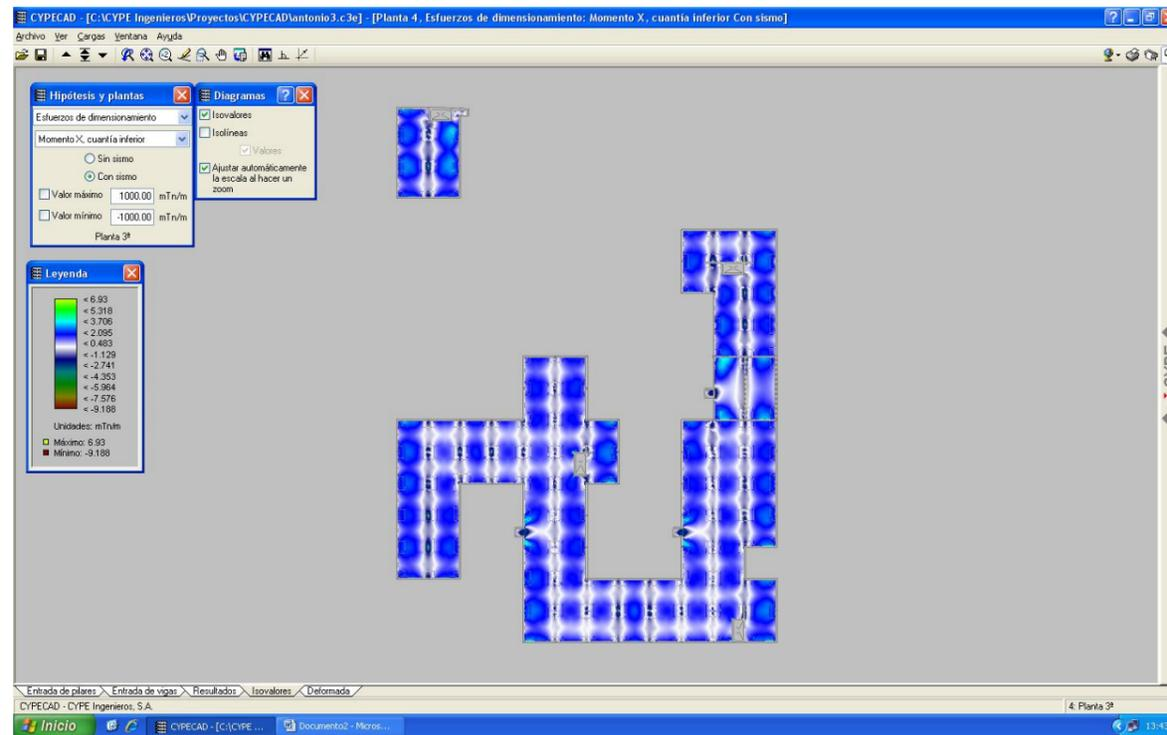 CYPECAD - [C:\CYPE Ingenieros\Proyectos\CYPECAD\antonio3.c3e] - [Planta 4, Esfuerzos de dimensionamiento: Momento X, cuantía inferior Con sismo]
Archivo Ver Cargas Ventana Ayuda
Hipótesis y plantas
Esfuerzos de dimensionamiento
Momento X, cuantía inferior
Sin sismo
Con sismo
Valor máximo 1000.00 mTn/m
Valor mínimo -1000.00 mTn/m
Planta 3ª
Diagramas
Isovalores
Isolíneas
Valores
Ajustar automáticamente
la escala al hacer un
zoom
Leyenda
< 6.93
< 5.318
< 3.706
< 2.095
< 0.483
< -1.129
< -2.741
< -4.353
< -5.964
< -7.576
< -9.188
Unidades: mTn/m
Máximo: 6.93
Mínimo: -9.188
Entrada de pilares Entrada de vigas Resultados Isovalores Deformada
CYPECAD - CYPE Ingenieros, S.A.
4: Planta 3ª
Inicio
CYPECAD - [C:\CYPE ...
Documento2 - Micros...